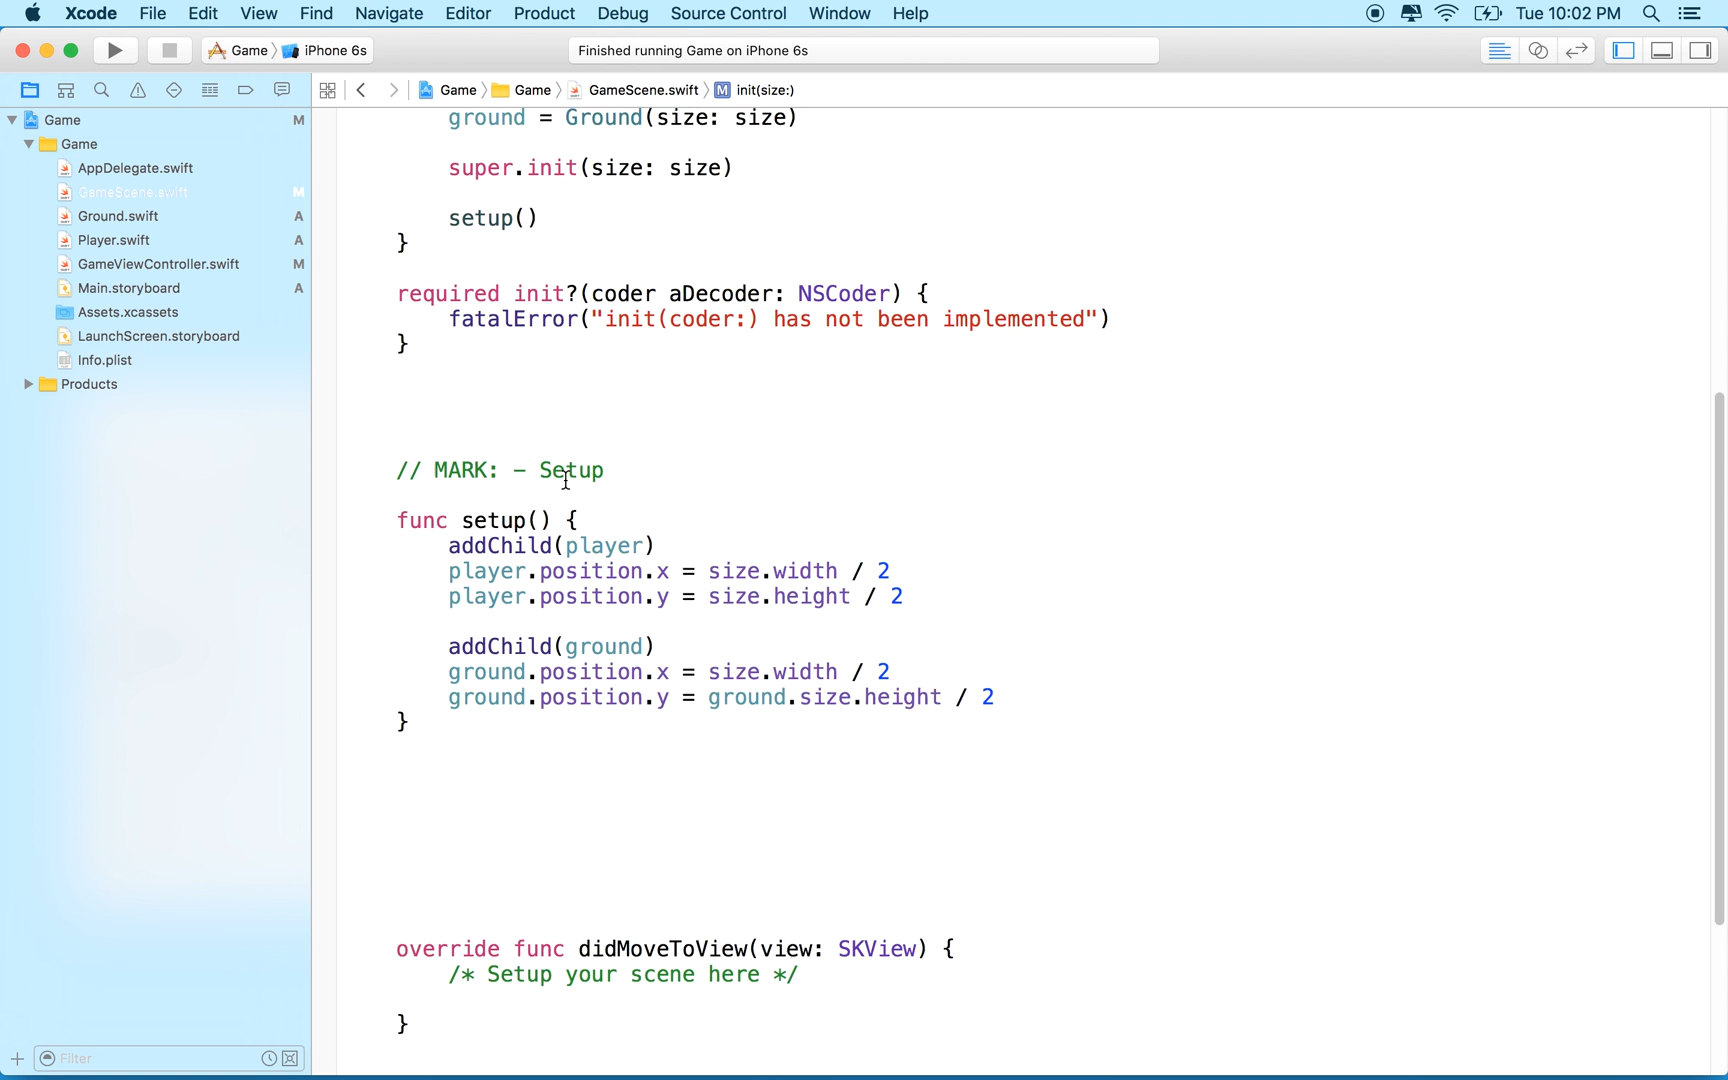 Xcode File Edit View Find Navigate Editor Product Debug Source Control Window Help Tue 10:02 PM
Game iPhone 6s Finished running Game on iPhone 6s
Game Game GameScene.swift M init(size:)
Game M
Game
AppDelegate.swift
GameScene.swift M
Ground.swift A
Player.swift A
GameViewController.swift M
Main.storyboard A
Assets.xcassets
LaunchScreen.storyboard
Info.plist
Products
Filter
ground = Ground(size: size)
super.init(size: size)
setup()
}
required init?(coder aDecoder: NSCoder) {
fatalError("init(coder:) has not been implemented")
}
// MARK: - Setup
func setup() {
addChild(player)
player.position.x = size.width / 2
player.position.y = size.height / 2
addChild(ground)
ground.position.x = size.width / 2
ground.position.y = ground.size.height / 2
}
override func didMoveToView(view: SKView) {
/* Setup your scene here */
}